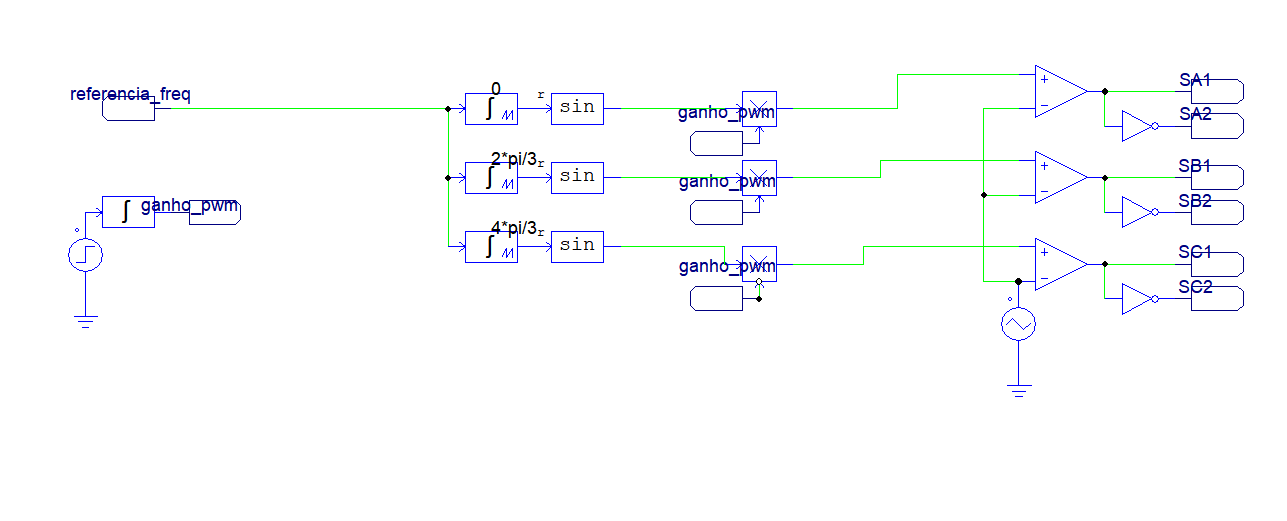 referencia_freq
0
r
sin
ganho_pwm
+
-
SA1
SA2
2*pi/3
r
sin
ganho_pwm
+
-
SB1
SB2
ganho_pwm
4*pi/3
r
sin
ganho_pwm
+
-
SC1
SC2